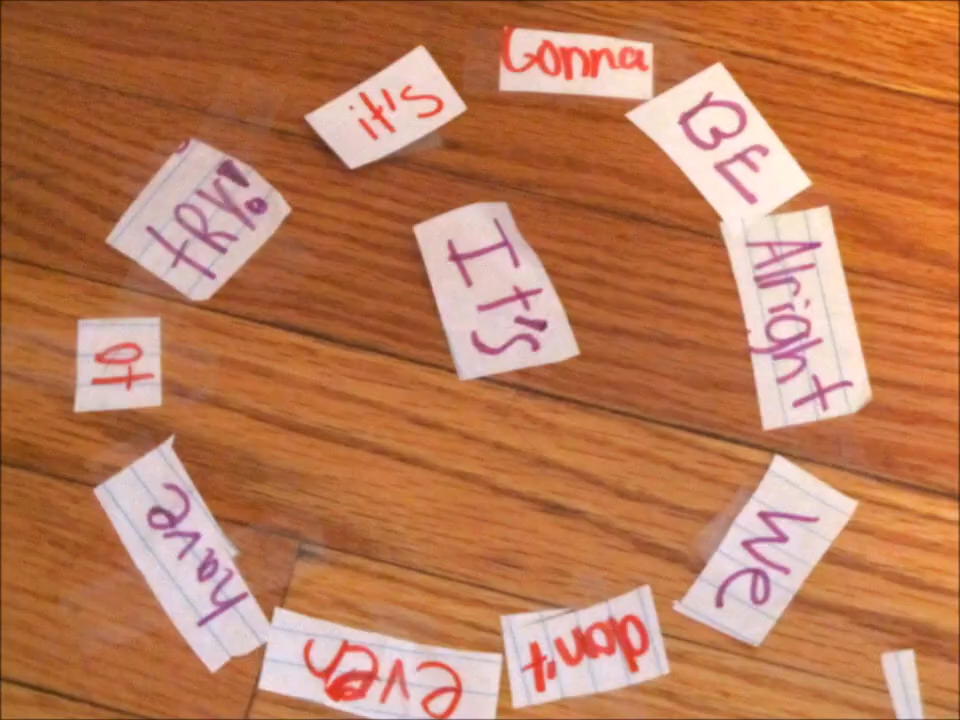 it's
Gonna
BE
Alright
We
don't
even
have
to
tRY!
It's